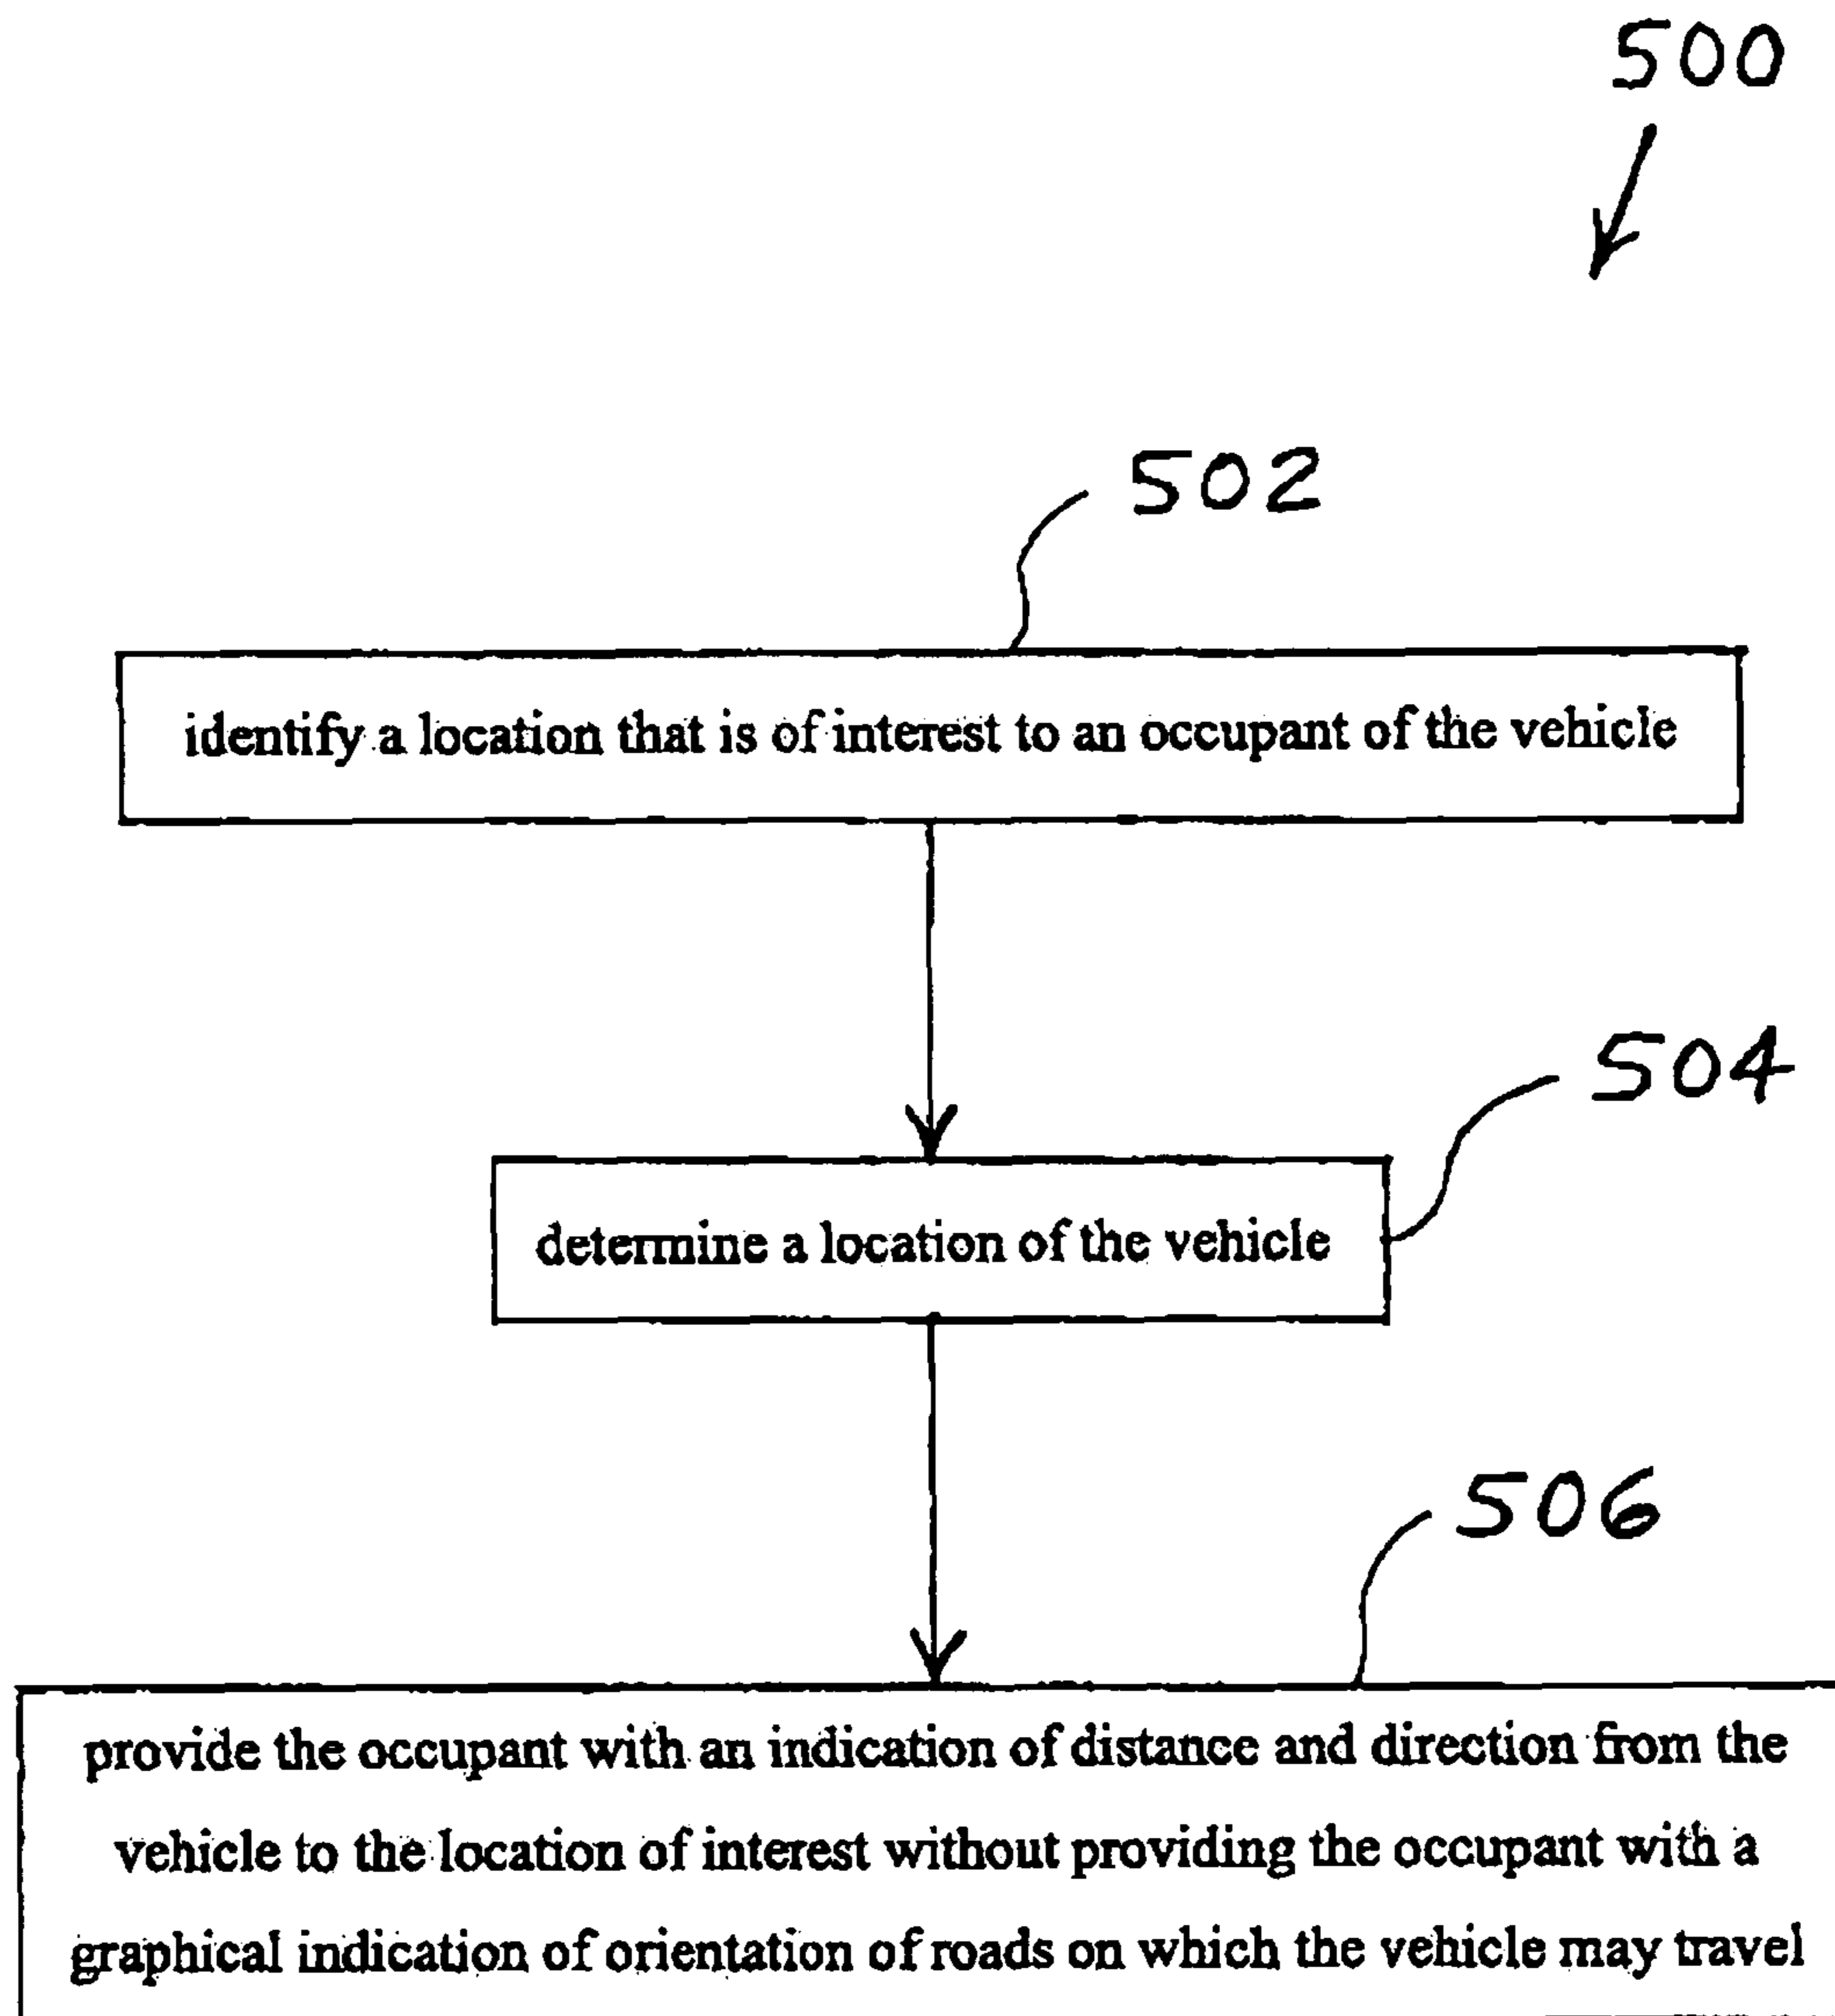 500
502
identify a location that is of interest to an occupant of the vehicle
504
determine a location of the vehicle
506
provide the occupant with an indication of distance and direction from the
vehicle to the location of interest without providing the occupant with a
graphical indication of orientation of roads on which the vehicle may travel